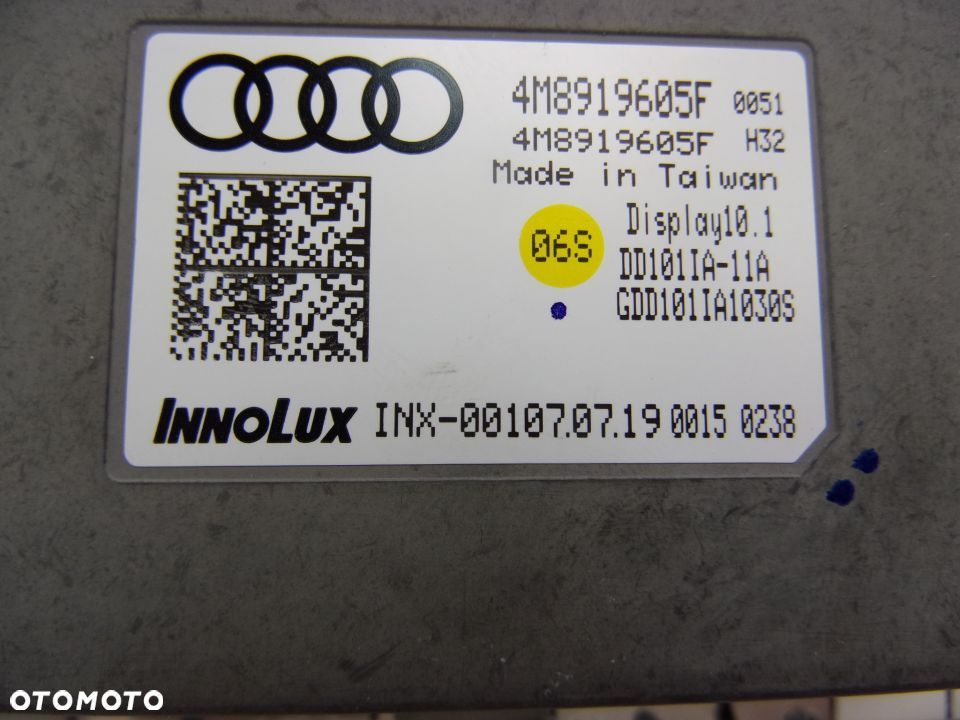 4M8919605F 0051
4M8919605F H32
Made in Taiwan
Display10.1
06S
DD101IA-11A
GDD101IA1030S
INNOLUX INX-00107.07.19 0015 0238
OTOMOTO